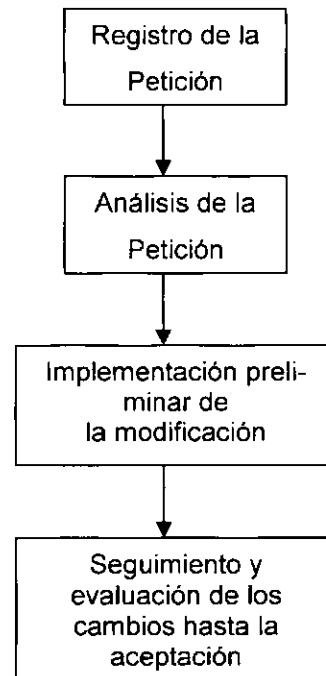 Registro de la
Petición
Análisis de la
Petición
Implementación preli-
minar de
la modificación
Seguimiento y
evaluación de los
cambios hasta la
aceptación